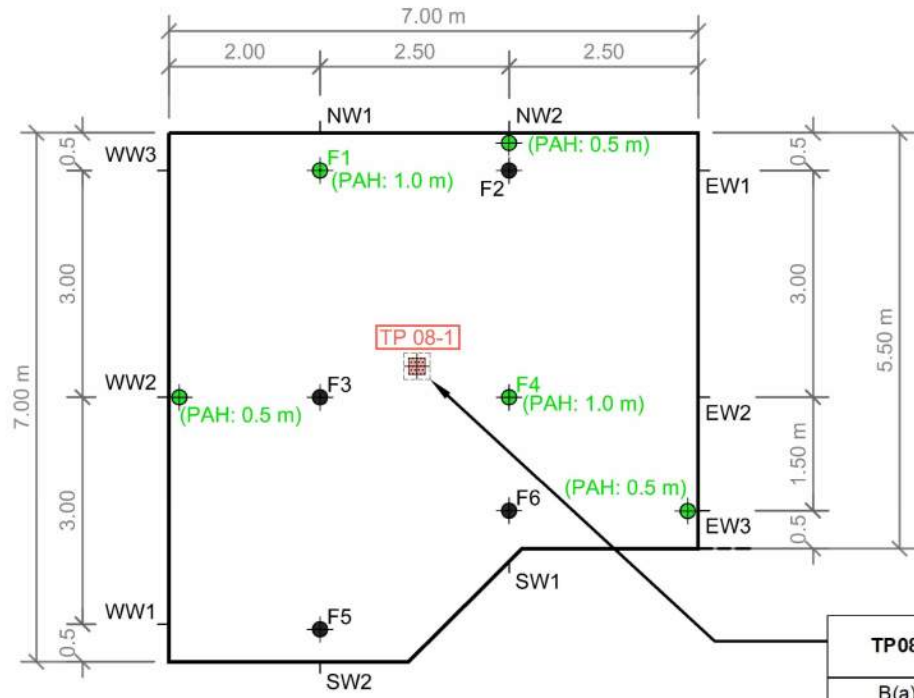 7.00 m
2.00 2.50 2.50
NW1 NW2
0.5 (PAH: 0.5 m) 0.5
WW3 F1 F2 EW1
(PAH: 1.0 m)
3.00 3.00
TP 08-1
5.50 m
7.00 m
WW2 F3 F4 EW2
(PAH: 0.5 m) (PAH: 1.0 m)
1.50 m
(PAH: 0.5 m)
3.00 F6 EW3
0.5
SW1
WW1 F5
0.5
SW2
TP08
B(a)